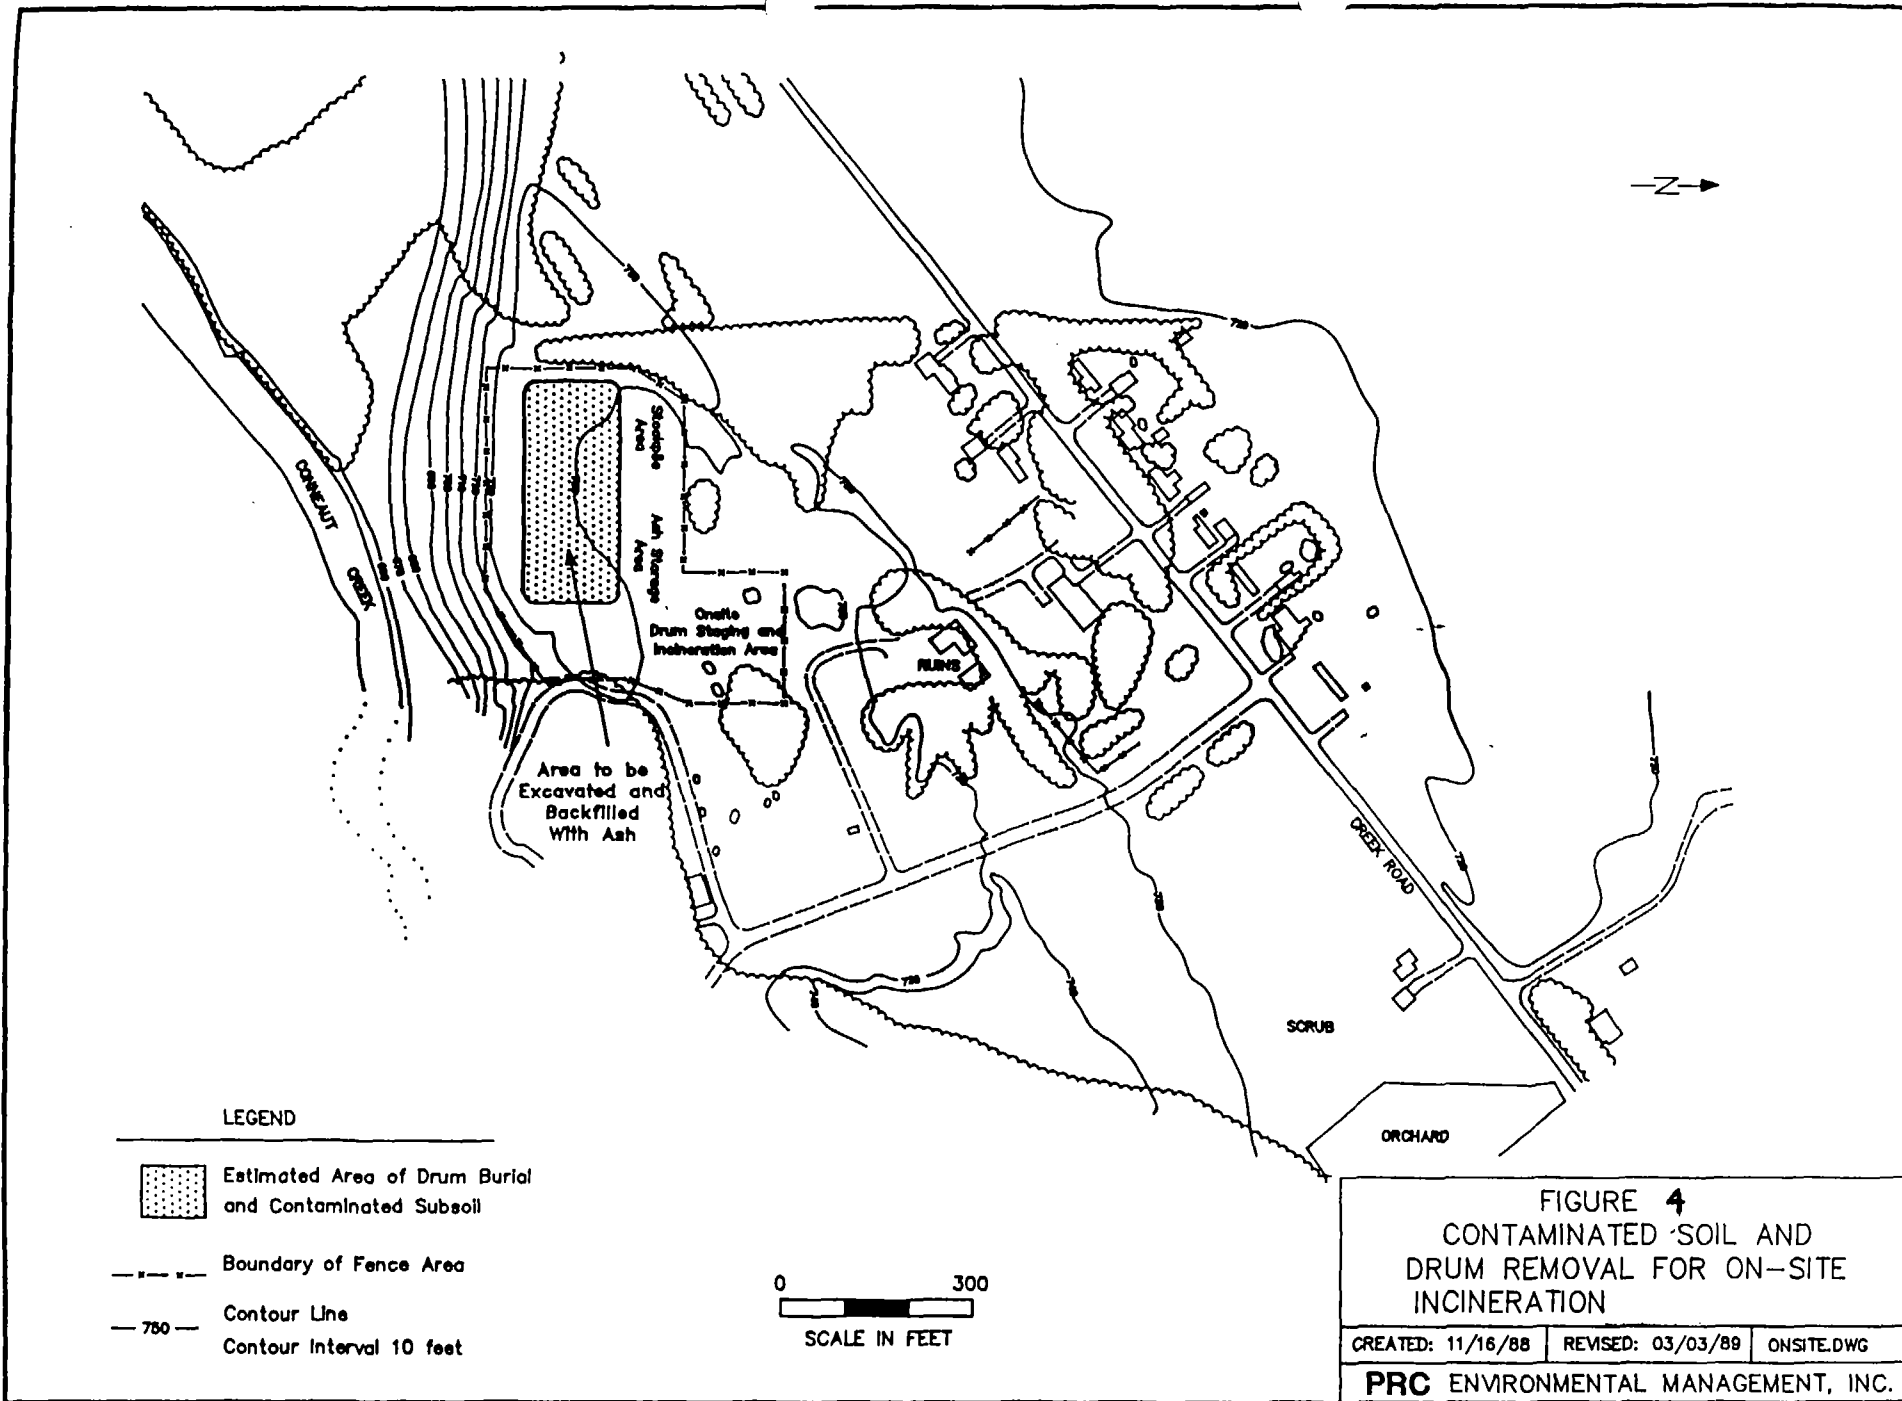 Z
CONNEAUT
CREEK
Stockpile
Area
Ash Storage
Area
Onsite
Drum Staging and
Incineration Area
RUINS
Area to be
Excavated and
Backfilled
With Ash
CREEK ROAD
SCRUB
ORCHARD
LEGEND
Estimated Area of Drum Burial
and Contaminated Subsoil
Boundary of Fence Area
750
Contour Line
Contour Interval 10 feet
0 300
SCALE IN FEET
FIGURE 4
CONTAMINATED SOIL AND
DRUM REMOVAL FOR ON-SITE
INCINERATION
CREATED: 11/16/88 REVISED: 03/03/89 ONSITE.DWG
PRC ENVIRONMENTAL MANAGEMENT, INC.